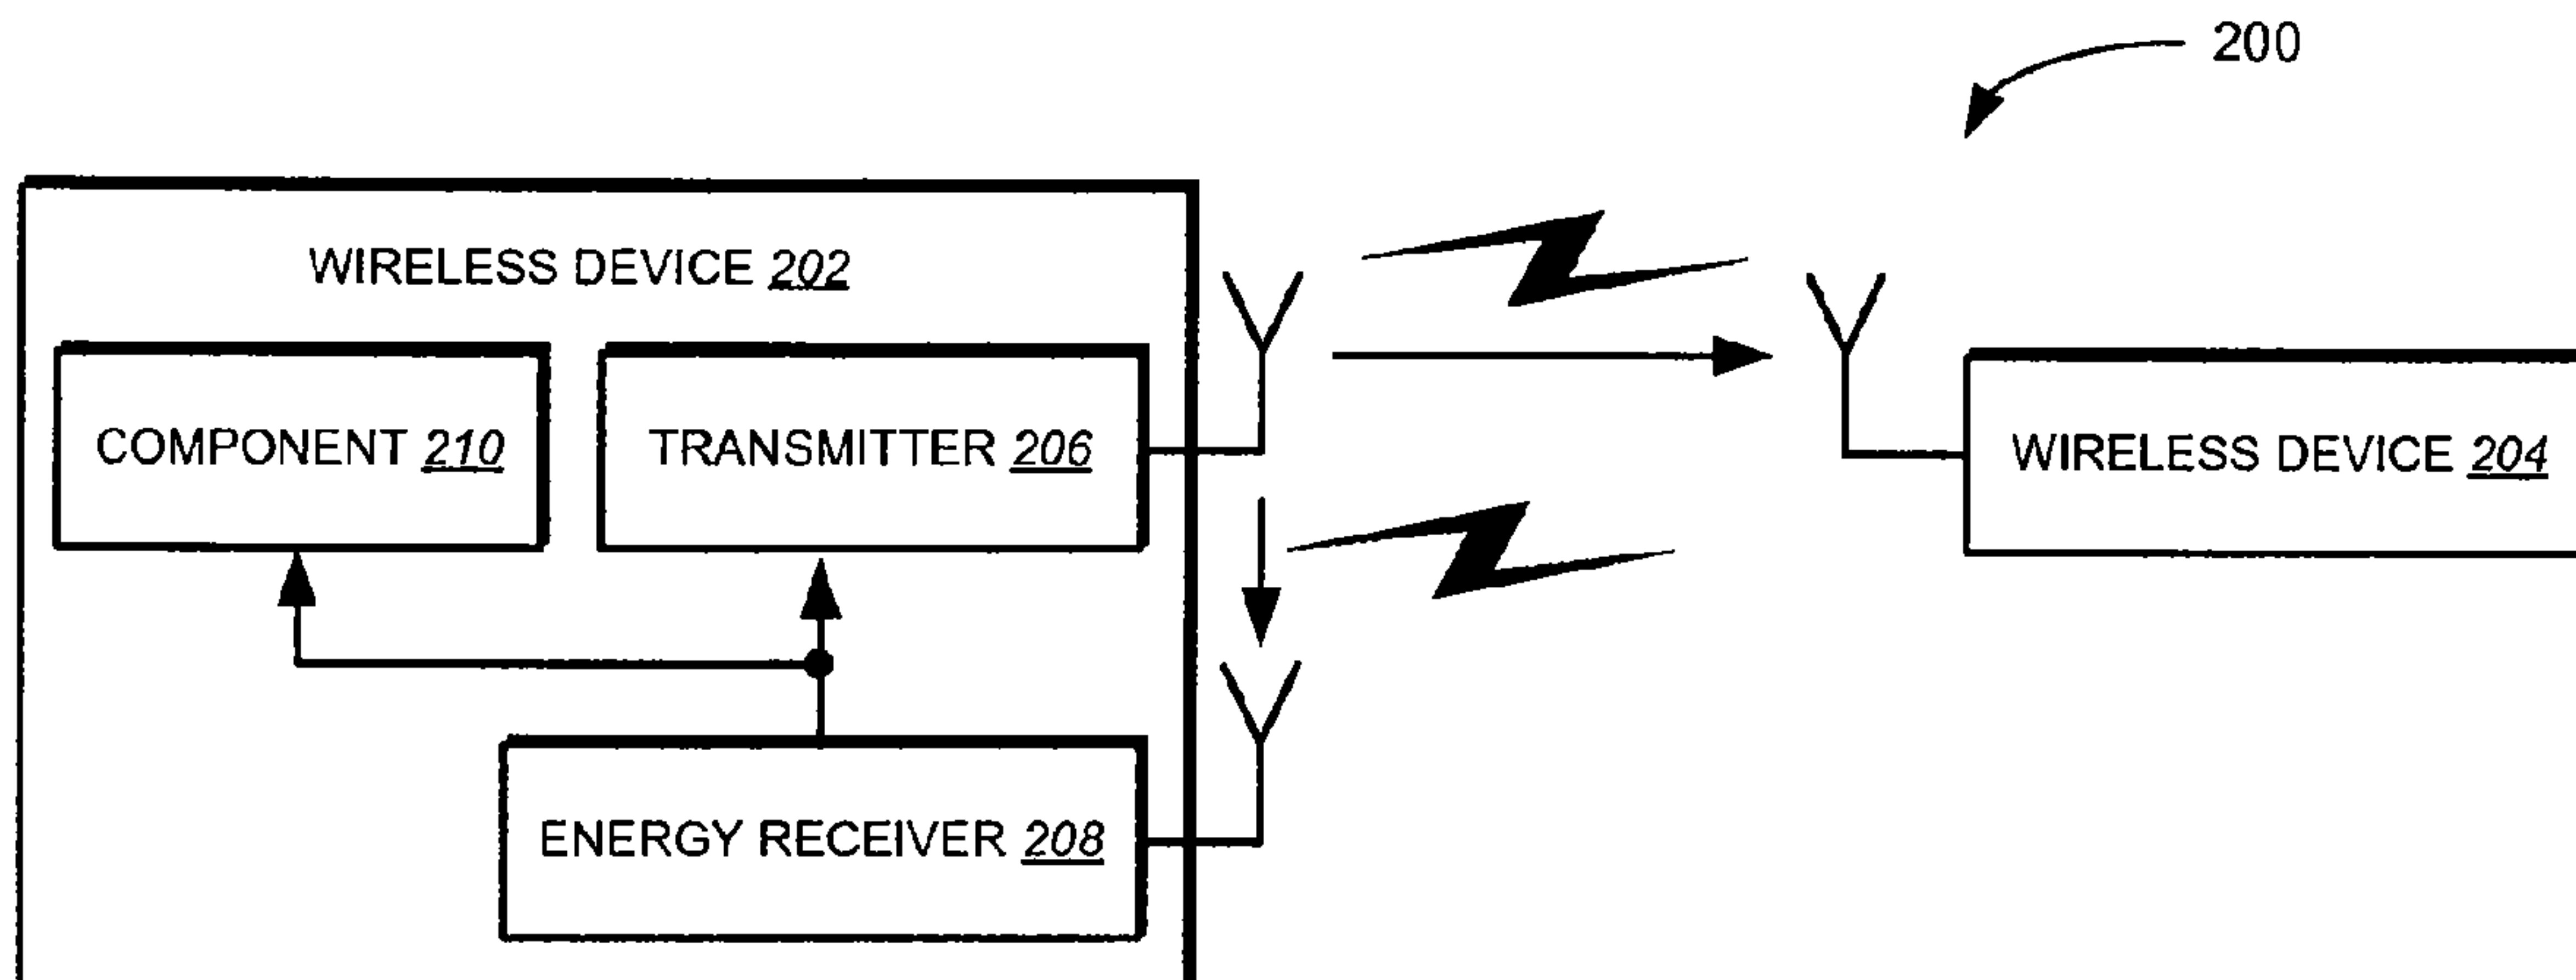 200
WIRELESS DEVICE 202
COMPONENT 210
TRANSMITTER 206
WIRELESS DEVICE 204
ENERGY RECEIVER 208